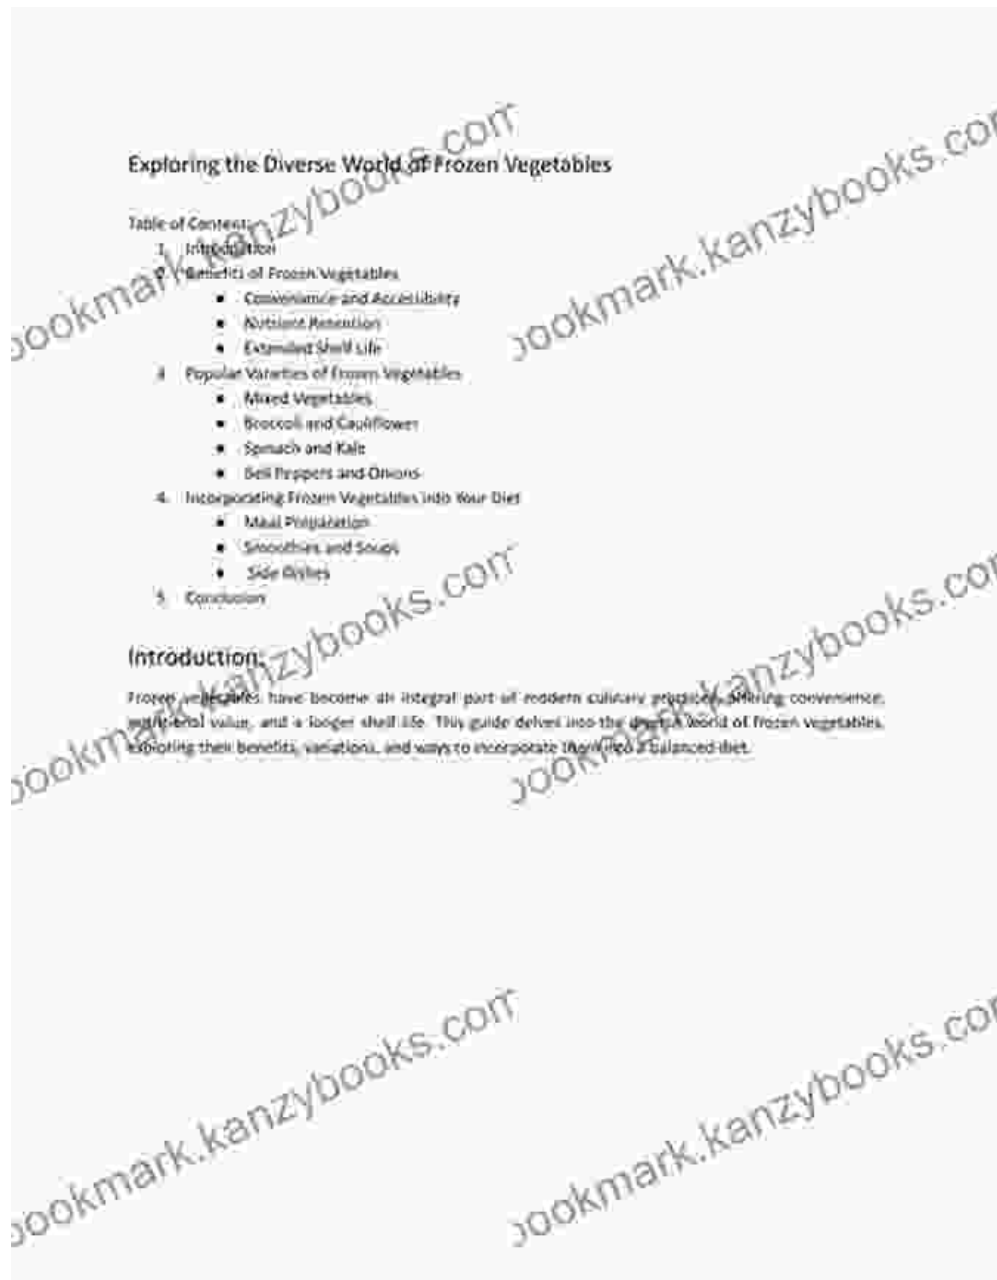 Exploring the Diverse World of Frozen Vegetables
Table of Content:
1. Introduction
2. Benefits of Frozen Vegetables
• Convenience and Accessibility
• Nutrient Retention
• Extended Shelf Life
3. Popular Varieties of Frozen Vegetables
• Mixed Vegetables
• Broccoli and Cauliflower
• Spinach and Kale
• Bell Peppers and Onions
4. Incorporating Frozen Vegetables into Your Diet
• Meal Preparation
• Smoothies and Soups
• Side Dishes
5. Conclusion
Introduction:
Frozen vegetables have become an integral part of modern culinary practices, offering convenience,
nutritional value, and a longer shelf life. This guide delves into the diverse world of frozen vegetables,
exploring their benefits, variations, and ways to incorporate them into a balanced diet.
bookmark.kanzybooks.com
bookmark.kanzybooks.com
bookmark.kanzybooks.com
bookmark.kanzybooks.com
bookmark.kanzybooks.com
bookmark.kanzybooks.com